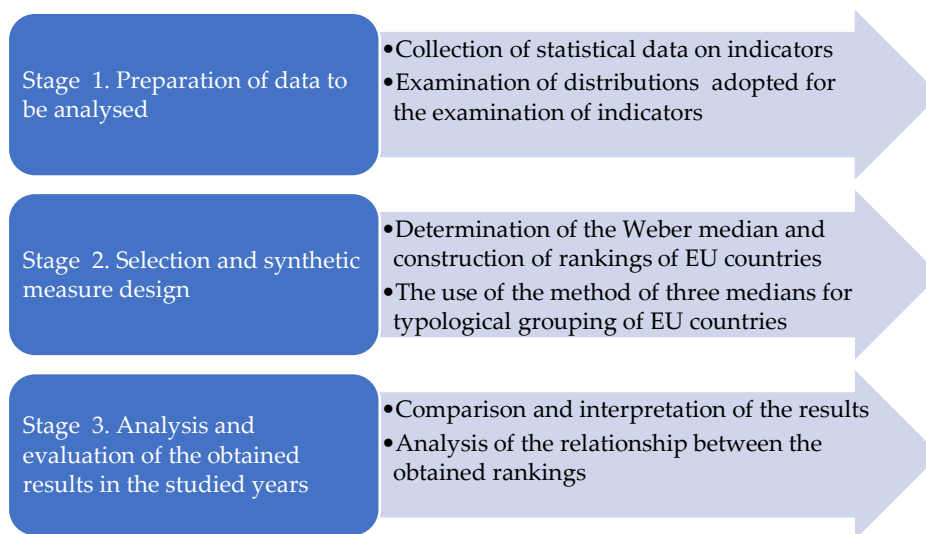 Stage 1. Preparation of data to
be analysed
•Collection of statistical data on indicators
•Examination of distributions adopted for
the examination of indicators
Stage 2. Selection and synthetic
measure design
•Determination of the Weber median and
construction of rankings of EU countries
•The use of the method of three medians for
typological grouping of EU countries
Stage 3. Analysis and
evaluation of the obtained
results in the studied years
•Comparison and interpretation of the results
•Analysis of the relationship between the
obtained rankings